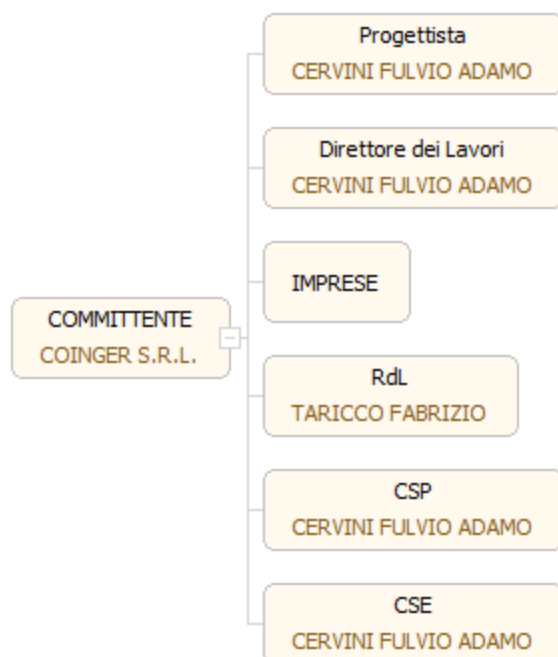 Progettista
CERVINI FULVIO ADAMO
Direttore dei Lavori
CERVINI FULVIO ADAMO
IMPRESE
COMMITTENTE
COINGER S.R.L.
RdL
TARICCO FABRIZIO
CSP
CERVINI FULVIO ADAMO
CSE
CERVINI FULVIO ADAMO